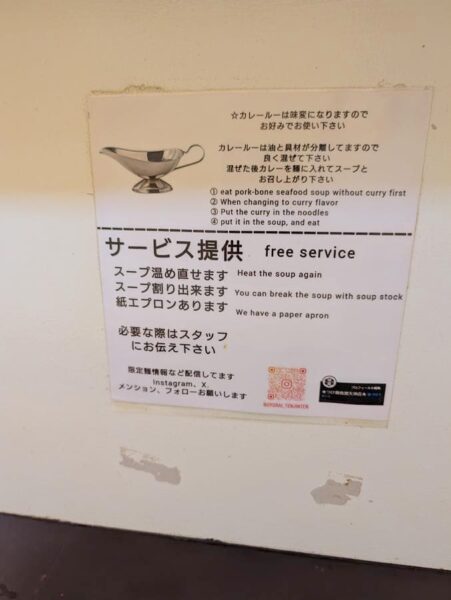 ☆カレールーは味変になりますので
お好みでお使い下さい
カレールーは油と具材が分離してますので
良く混ぜて下さい
混ぜた後カレーを麺に入れてスープと
お召し上がり下さい
① eat pork-bone seafood soup without curry first
② When changing to curry flavor
③ Put the curry in the noodles
④ put it in the soup, and eat
サービス提供 free service
スープ温め直せます Heat the soup again
スープ割り出来ます You can break the soup with soup stock
紙エプロンあります We have a paper apron
必要な際はスタッフ
にお伝え下さい
限定麺情報など配信してます
Instagram、X
メンション、フォローお願いします